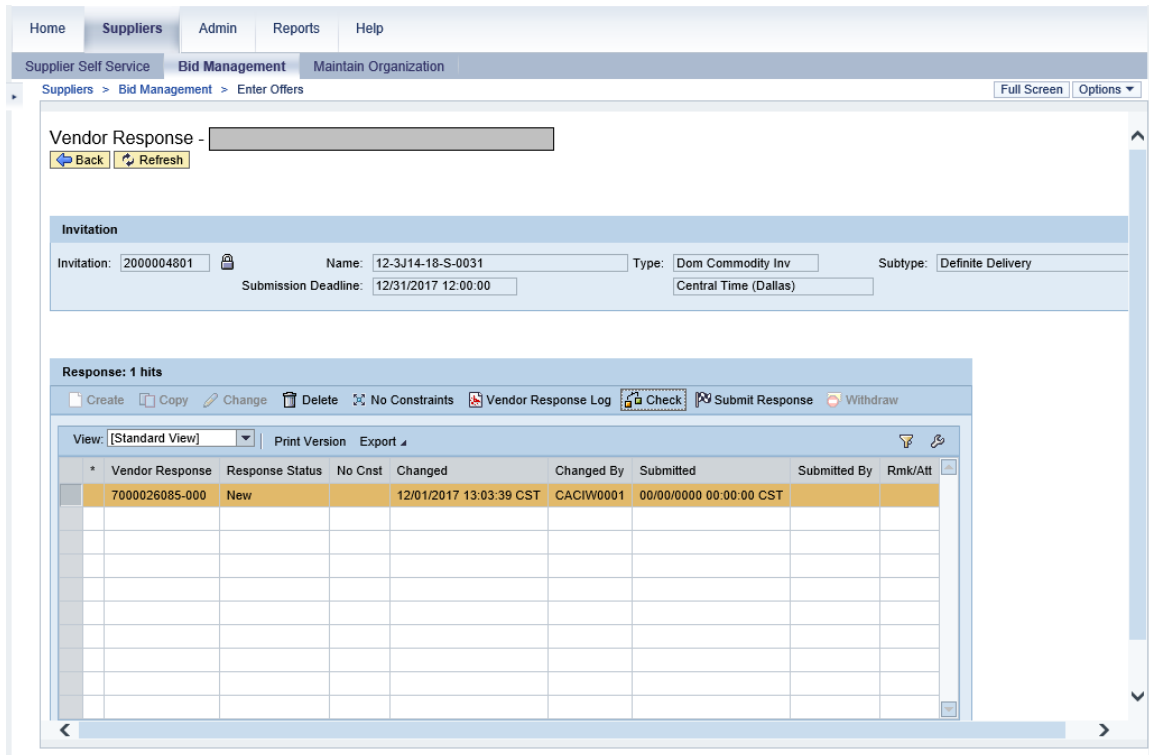 Home Suppliers Admin Reports Help
Supplier Self Service Bid Management Maintain Organization
Suppliers > Bid Management > Enter Offers Full Screen Options
Vendor Response -
Back Refresh
Invitation
Invitation: 2000004801 Name: 12-3J14-18-S-0031 Type: Dom Commodity Inv Subtype: Definite Delivery
Submission Deadline: 12/31/2017 12:00:00 Central Time (Dallas)
Response: 1 hits
Create Copy Change Delete No Constraints Vendor Response Log Check Submit Response Withdraw
View: [Standard View] Print Version Export
* Vendor Response Response Status No Cnst Changed Changed By Submitted Submitted By Rmk/Att
7000026085-000 New 12/01/2017 13:03:39 CST CACIW0001 00/00/0000 00:00:00 CST